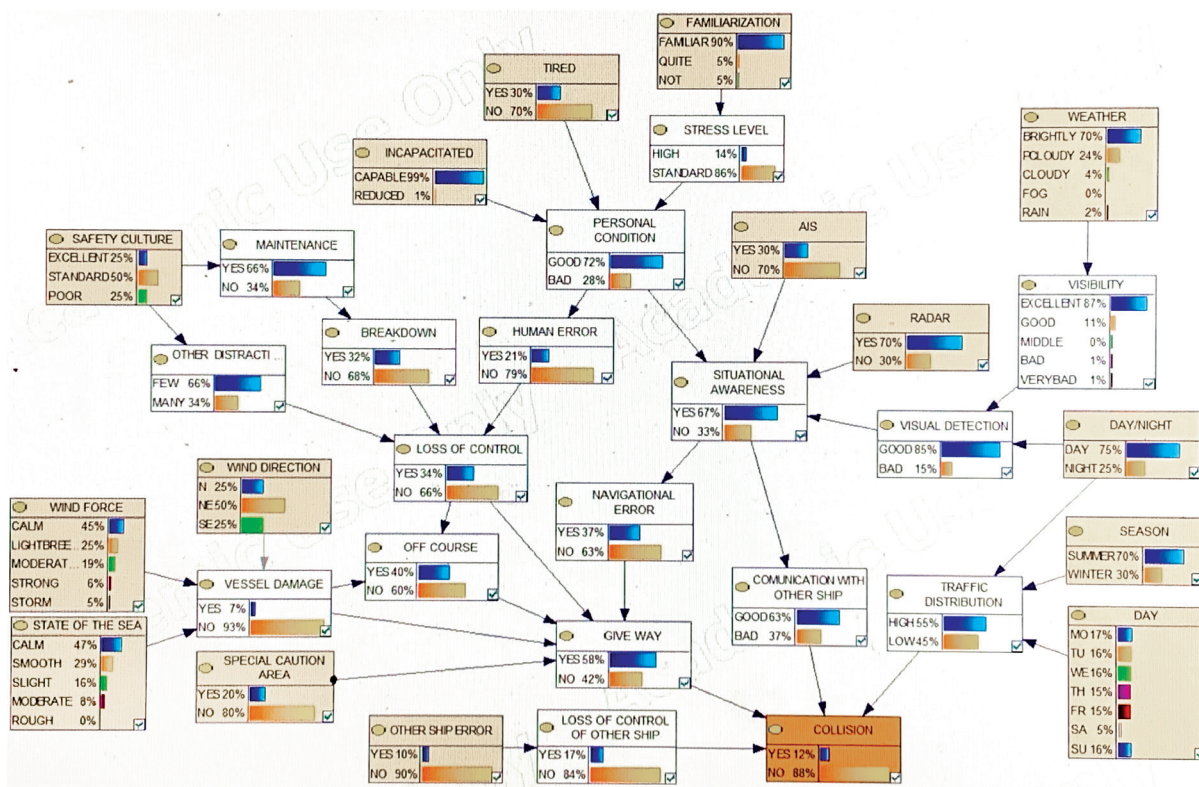 FAMILIARIZATION
FAMILIAR 90%
QUITE 5%
NOT 5%
TIRED
YES 30%
NO 70%
STRESS LEVEL
HIGH 14%
STANDARD 86%
WEATHER
BRIGHTLY 70%
PCLOUDY 24%
CLOUDY 4%
FOG 0%
RAIN 2%
INCAPACITATED
CAPABLE 99%
REDUCED 1%
PERSONAL
CONDITION
GOOD 72%
BAD 28%
AIS
YES 30%
NO 70%
SAFETY CULTURE
EXCELLENT 25%
STANDARD 50%
POOR 25%
MAINTENANCE
YES 66%
NO 34%
VISIBILITY
EXCELLENT 87%
GOOD 11%
MIDDLE 0%
BAD 1%
VERYBAD 1%
BREAKDOWN
YES 32%
NO 68%
HUMAN ERROR
YES 21%
NO 79%
RADAR
YES 70%
NO 30%
OTHER DISTRACTI ...
FEW 66%
MANY 34%
SITUATIONAL
AWARENESS
YES 67%
NO 33%
VISUAL DETECTION
GOOD 85%
BAD 15%
DAY/NIGHT
DAY 75%
NIGHT 25%
LOSS OF CONTROL
YES 34%
NO 66%
WIND DIRECTION
N 25%
NE 50%
SE 25%
NAVIGATIONAL
ERROR
YES 37%
NO 63%
WIND FORCE
CALM 45%
LIGHTBREE... 25%
MODERAT... 19%
STRONG 6%
STORM 5%
OFF COURSE
YES 40%
NO 60%
SEASON
SUMMER 70%
WINTER 30%
VESSEL DAMAGE
YES 7%
NO 93%
COMUNICATION WITH
OTHER SHIP
GOOD 63%
BAD 37%
TRAFFIC
DISTRIBUTION
HIGH 55%
LOW 45%
STATE OF THE SEA
CALM 47%
SMOOTH 29%
SLIGHT 16%
MODERATE 8%
ROUGH 0%
GIVE WAY
YES 58%
NO 42%
DAY
MO 17%
TU 16%
WE 16%
TH 15%
FR 15%
SA 5%
SU 16%
SPECIAL CAUTION
AREA
YES 20%
NO 80%
OTHER SHIP ERROR
YES 10%
NO 90%
LOSS OF CONTROL
OF OTHER SHIP
YES 17%
NO 84%
COLLISION
YES 12%
NO 88%